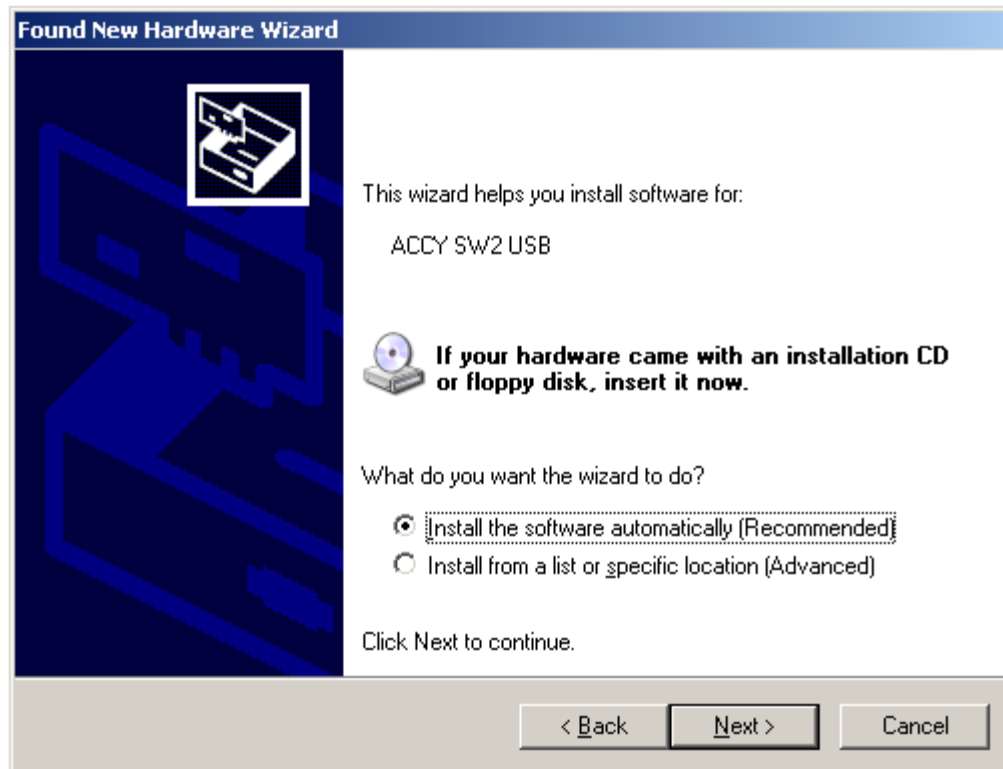 Found New Hardware Wizard
This wizard helps you install software for:
ACCY SW2 USB
If your hardware came with an installation CD
or floppy disk, insert it now.
What do you want the wizard to do?
Install the software automatically (Recommended)
Install from a list or specific location (Advanced)
Click Next to continue.
< Back
Next >
Cancel